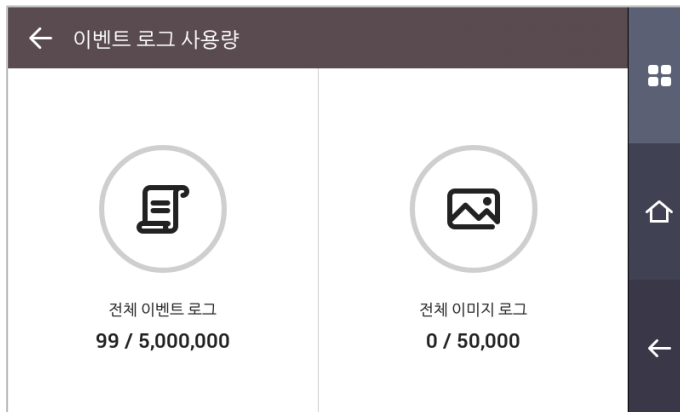 이벤트 로그 사용량
전체 이벤트 로그
99 / 5,000,000
전체 이미지 로그
0 / 50,000